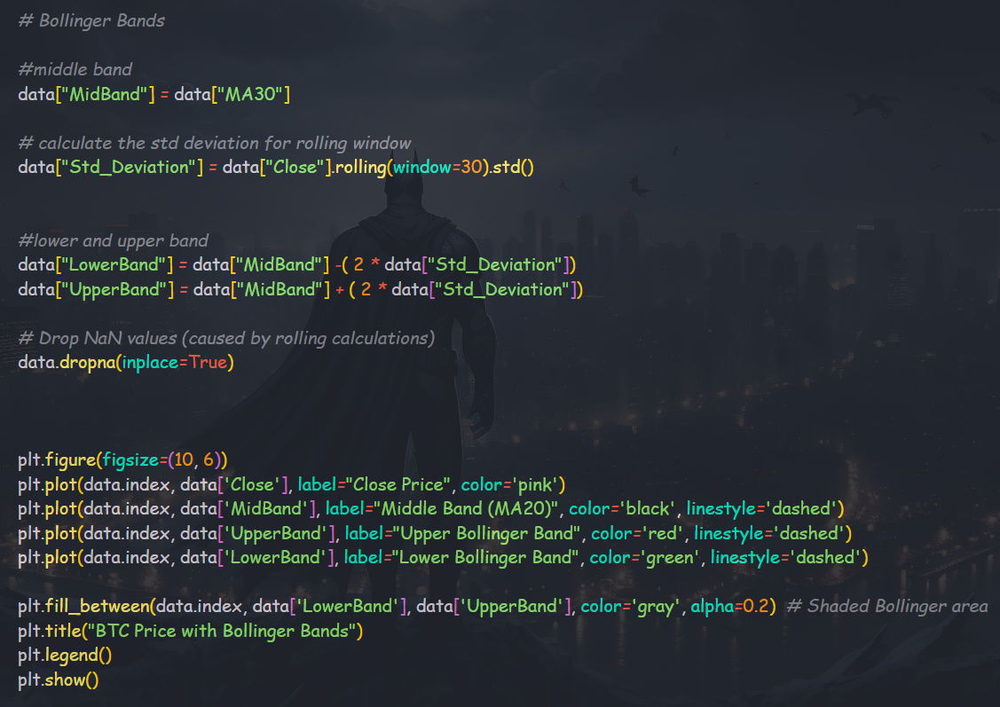 # Bollinger Bands
#middle band
data["MidBand"] = data["MA30"]
# calculate the std deviation for rolling window
data["Std_Deviation"] = data["Close"].rolling(window=30).std()
#lower and upper band
data["LowerBand"] = data["MidBand"] -( 2 * data["Std_Deviation"])
data["UpperBand"] = data["MidBand"] + ( 2 * data["Std_Deviation"])
# Drop NaN values (caused by rolling calculations)
data.dropna(inplace=True)
plt.figure(figsize=(10, 6))
plt.plot(data.index, data['Close'], label="Close Price", color='pink')
plt.plot(data.index, data['MidBand'], label="Middle Band (MA20)", color='black', linestyle='dashed')
plt.plot(data.index, data['UpperBand'], label="Upper Bollinger Band", color='red', linestyle='dashed')
plt.plot(data.index, data['LowerBand'], label="Lower Bollinger Band", color='green', linestyle='dashed')
plt.fill_between(data.index, data['LowerBand'], data['UpperBand'], color='gray', alpha=0.2)  # Shaded Bollinger area
plt.title("BTC Price with Bollinger Bands")
plt.legend()
plt.show()